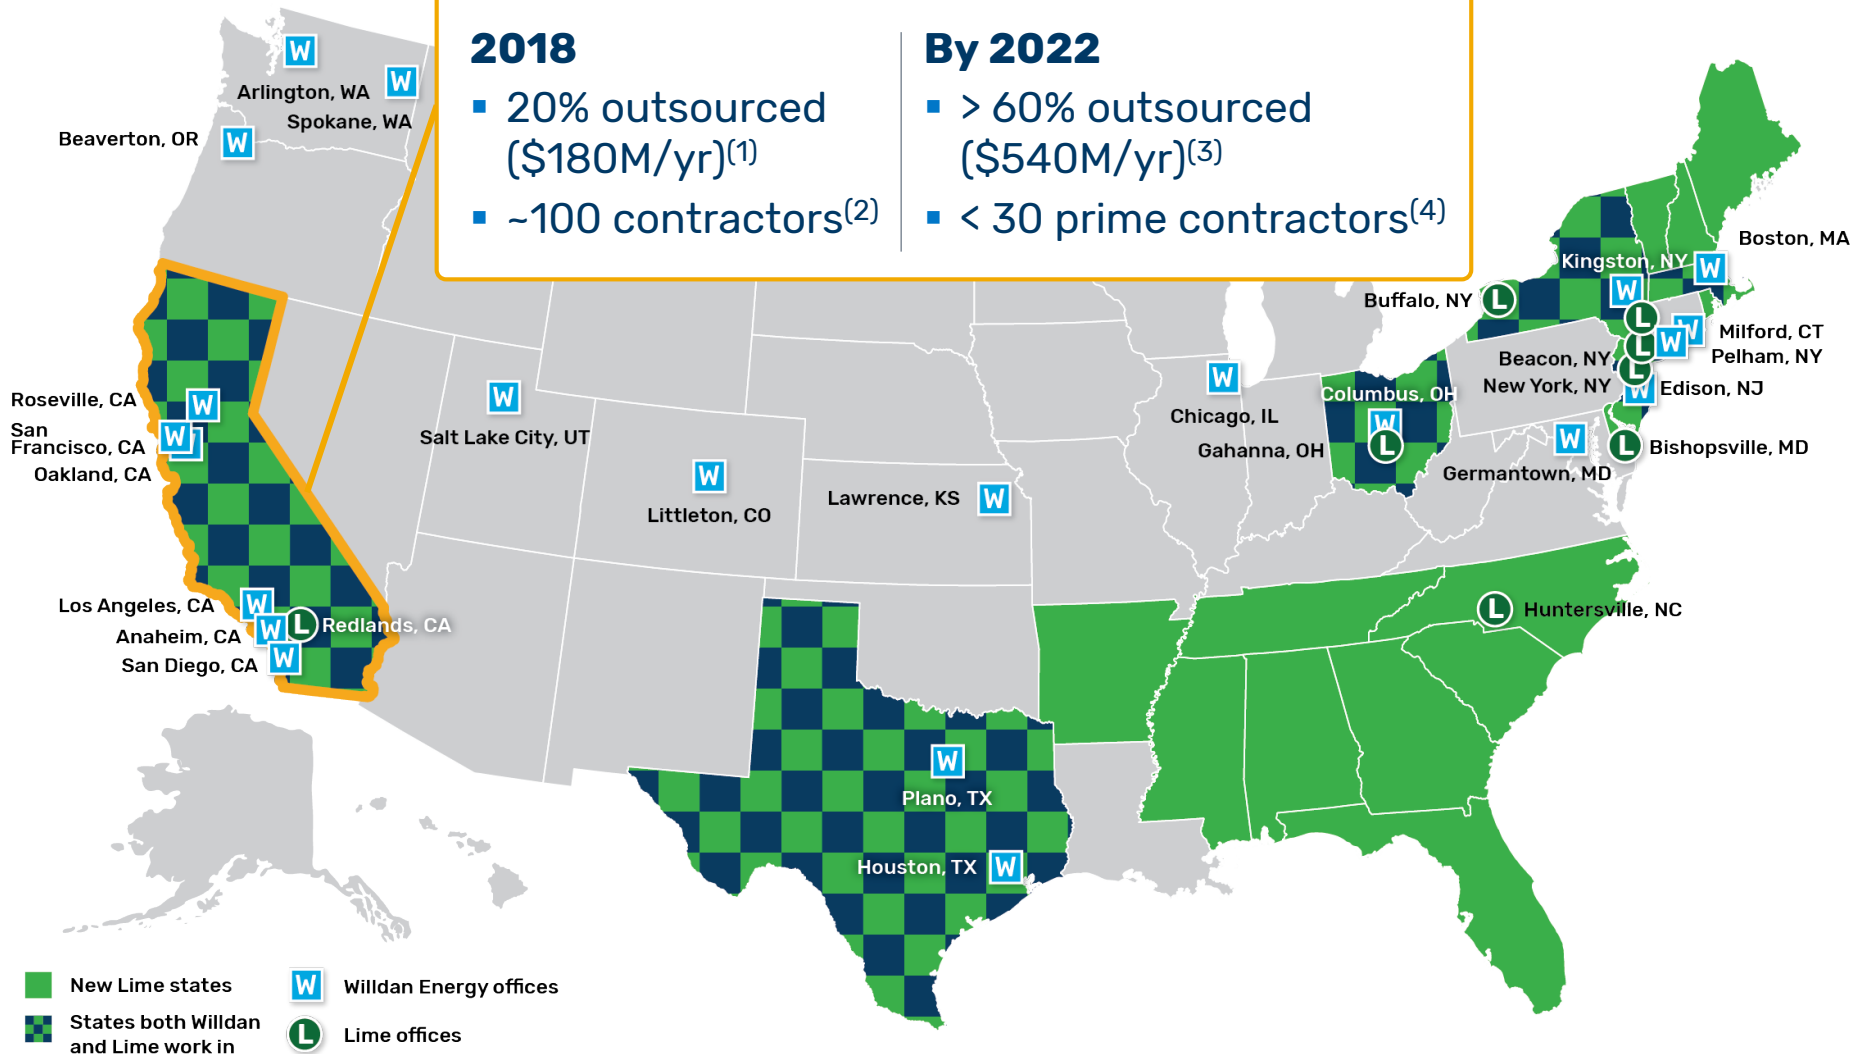 2018
▪ 20% outsourced
($180M/yr)(1)
▪ ~100 contractors(2)
By 2022
▪ > 60% outsourced
($540M/yr)(3)
▪ < 30 prime contractors(4)
W
Arlington, WA
W
Spokane, WA
Beaverton, OR
W
Roseville, CA
W
San
Francisco, CA
W
Oakland, CA
Salt Lake City, UT
W
Littleton, CO
W
Lawrence, KS
W
Los Angeles, CA
W
Anaheim, CA
W
L
Redlands, CA
San Diego, CA
W
Plano, TX
W
Houston, TX
W
Chicago, IL
W
Columbus, OH
W
Gahanna, OH
L
Buffalo, NY
L
Kingston, NY
W
Boston, MA
W
L
W
Milford, CT
Beacon, NY
L
W
Pelham, NY
New York, NY
L
W
Edison, NJ
Germantown, MD
W
L
Bishopsville, MD
L
Huntersville, NC
New Lime states
States both Willdan
and Lime work in
W
Willdan Energy offices
L
Lime offices